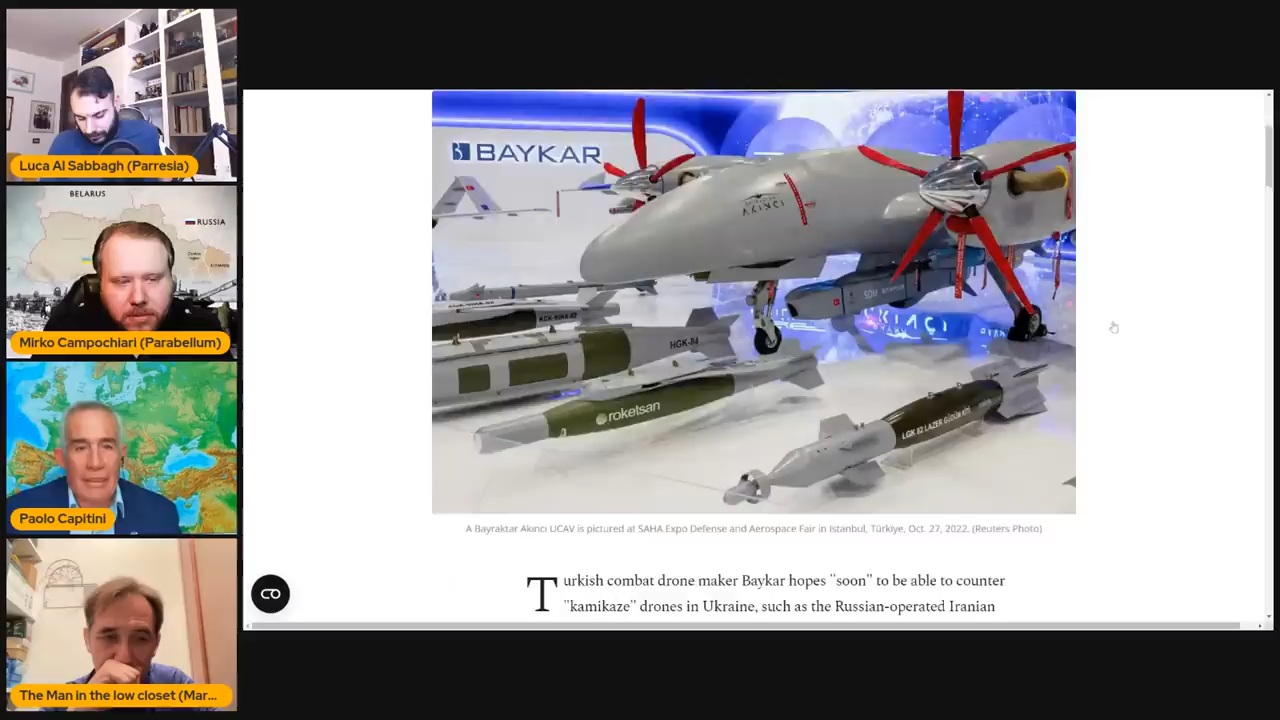 Luca Al Sabbagh (Parresia)
BELARUS
RUSSIA
Mirko Campochiari (Parabellum)
Paolo Capitini
The Man in the low closet (Mar...
BAYKAR
AKINCI
SOM
KGK-
HGK-84
roketsan
LGK 82 LAZER GÜDÜM KİTİ
A Bayraktar Akıncı UCAV is pictured at SAHA Expo Defense and Aerospace Fair in Istanbul, Türkiye, Oct. 27, 2022. (Reuters Photo)
Turkish combat drone maker Baykar hopes "soon" to be able to counter
"kamikaze" drones in Ukraine, such as the Russian-operated Iranian